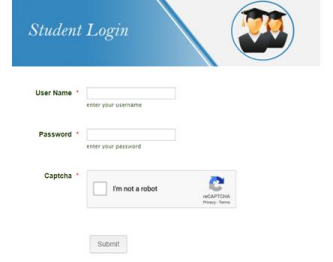 Student Login
User Name *
enter your username
Password *
enter your password
Captcha *
I'm not a robot
reCAPTCHA
Privacy - Terms
Submit